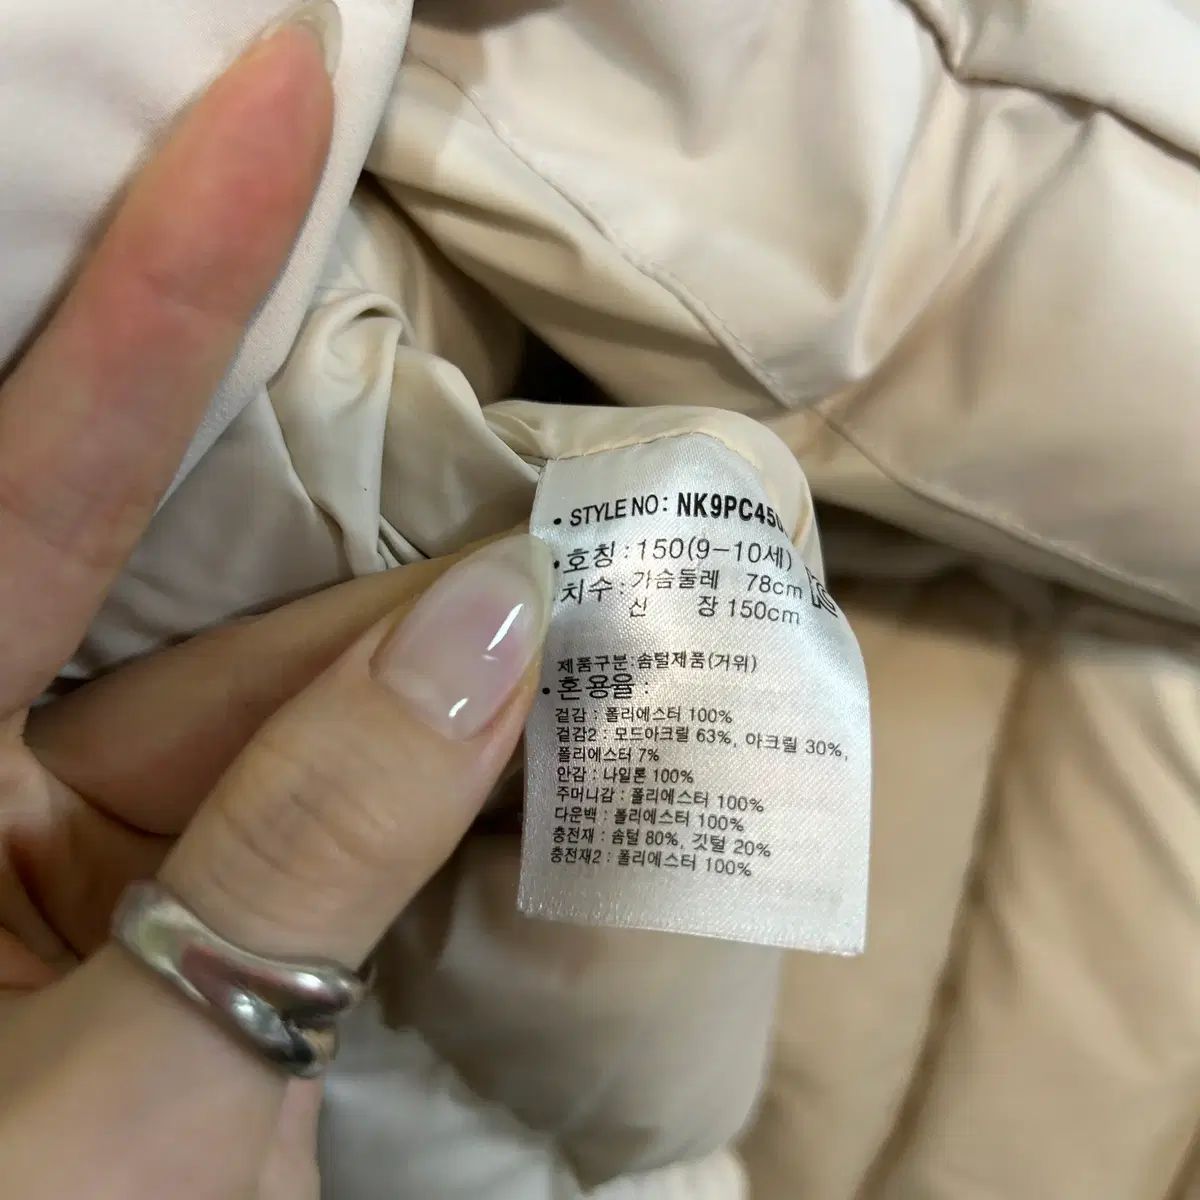 • STYLE NO: NK9PC45
• 호칭 : 150(9-10세)
치수 : 가슴둘레 78cm
신 장 150cm
제품구분:솜털제품(거위)
• 혼용율 :
겉감 : 폴리에스터 100%
겉감2 : 모드아크릴 63%, 아크릴 30%,
폴리에스터 7%
안감 : 나일론 100%
주머니감 : 폴리에스터 100%
다운백 : 폴리에스터 100%
충전재 : 솜털 80%, 깃털 20%
충전재2 : 폴리에스터 100%